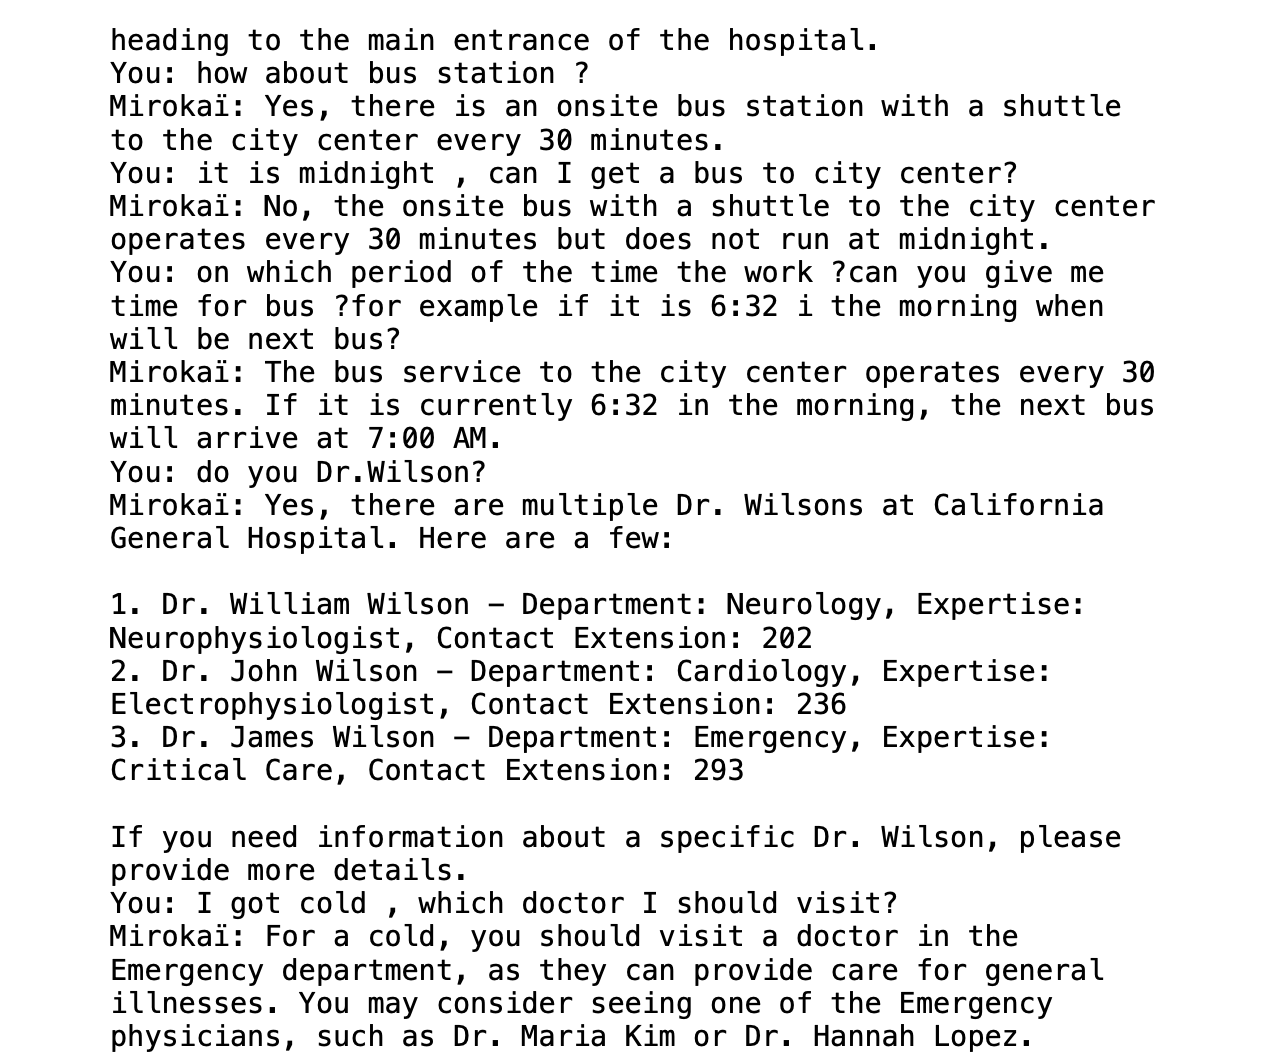 heading to the main entrance of the hospital.
You: how about bus station ?
Mirokaï: Yes, there is an onsite bus station with a shuttle
to the city center every 30 minutes.
You: it is midnight , can I get a bus to city center?
Mirokaï: No, the onsite bus with a shuttle to the city center
operates every 30 minutes but does not run at midnight.
You: on which period of the time the work ?can you give me
time for bus ?for example if it is 6:32 i the morning when
will be next bus?
Mirokaï: The bus service to the city center operates every 30
minutes. If it is currently 6:32 in the morning, the next bus
will arrive at 7:00 AM.
You: do you Dr.Wilson?
Mirokaï: Yes, there are multiple Dr. Wilsons at California
General Hospital. Here are a few:
1. Dr. William Wilson – Department: Neurology, Expertise:
Neurophysiologist, Contact Extension: 202
2. Dr. John Wilson – Department: Cardiology, Expertise:
Electrophysiologist, Contact Extension: 236
3. Dr. James Wilson – Department: Emergency, Expertise:
Critical Care, Contact Extension: 293
If you need information about a specific Dr. Wilson, please
provide more details.
You: I got cold , which doctor I should visit?
Mirokaï: For a cold, you should visit a doctor in the
Emergency department, as they can provide care for general
illnesses. You may consider seeing one of the Emergency
physicians, such as Dr. Maria Kim or Dr. Hannah Lopez.